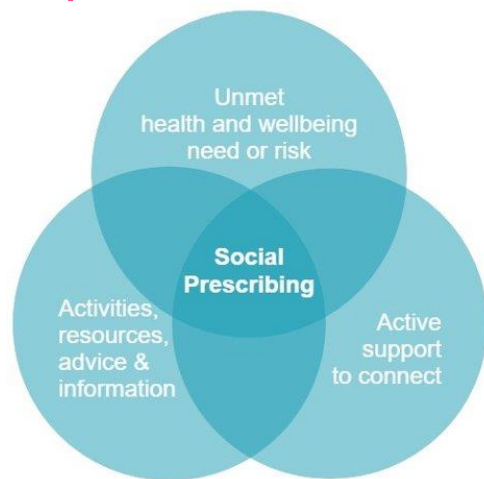 Unmet
health and wellbeing
need or risk
Social
Prescribing
Activities,
resources,
advice &
information
Active
support
to connect